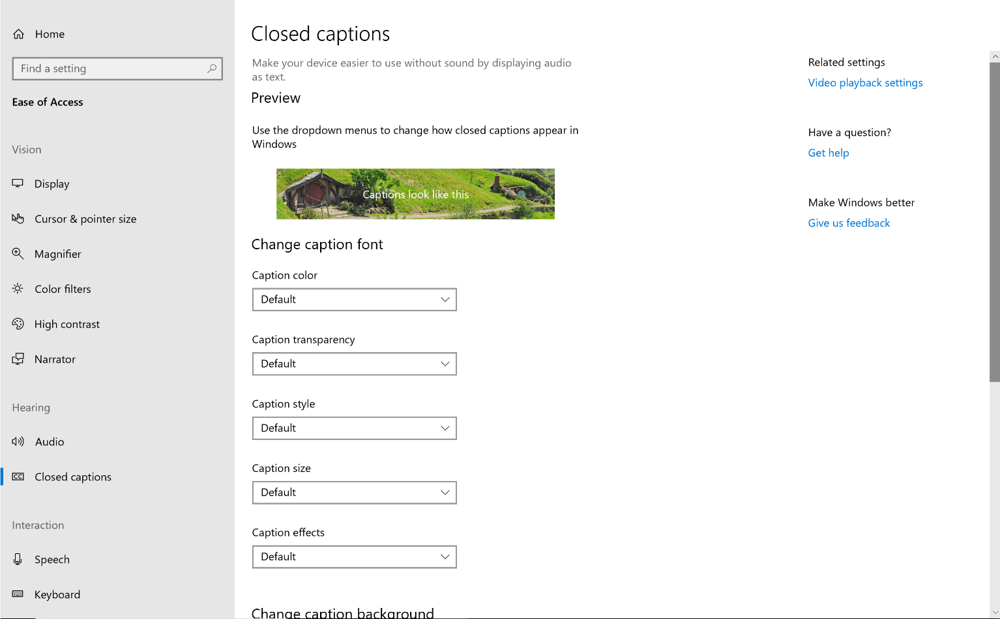 Home
Find a setting
Ease of Access
Vision
Display
Cursor & pointer size
Magnifier
Color filters
High contrast
Narrator
Hearing
Audio
Closed captions
Interaction
Speech
Keyboard
Closed captions
Make your device easier to use without sound by displaying audio
as text.
Preview
Use the dropdown menus to change how closed captions appear in
Windows
Captions look like this
Change caption font
Caption color
Default
Caption transparency
Default
Caption style
Default
Caption size
Default
Caption effects
Default
Change caption background
Related settings
Video playback settings
Have a question?
Get help
Make Windows better
Give us feedback